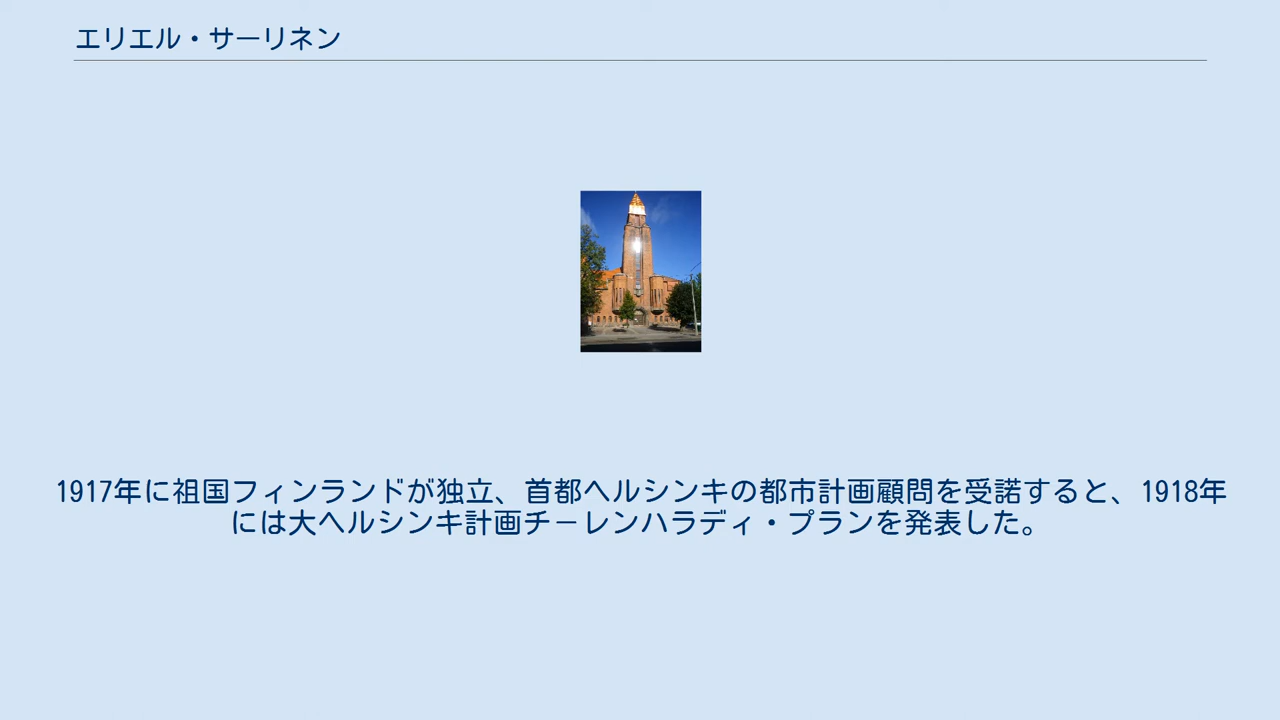 エリエル・サーリネン
1917年に祖国フィンランドが独立、首都ヘルシンキの都市計画顧問を受諾すると、1918年
には大ヘルシンキ計画チ－レンハラディ・プランを発表した。